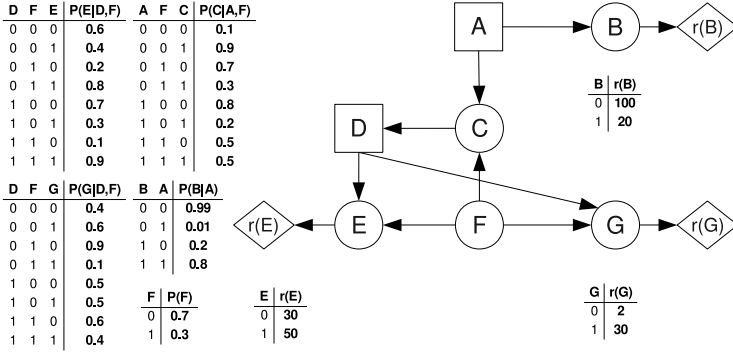 D F E P(E|D,F)
0 0 0 0.6
0 0 1 0.4
0 1 0 0.2
0 1 1 0.8
1 0 0 0.7
1 0 1 0.3
1 1 0 0.1
1 1 1 0.9
A F C P(C|A,F)
0 0 0 0.1
0 0 1 0.9
0 1 0 0.7
0 1 1 0.3
1 0 0 0.8
1 0 1 0.2
1 1 0 0.5
1 1 1 0.5
A
B
r(B)
B r(B)
0 100
1 20
D
C
D F G P(G|D,F)
0 0 0 0.4
0 0 1 0.6
0 1 0 0.9
0 1 1 0.1
1 0 0 0.5
1 0 1 0.5
1 1 0 0.6
1 1 1 0.4
B A P(B|A)
0 0 0.99
0 1 0.01
1 0 0.2
1 1 0.8
r(E)
E
F
G
r(G)
F P(F)
0 0.7
1 0.3
E r(E)
0 30
1 50
G r(G)
0 2
1 30